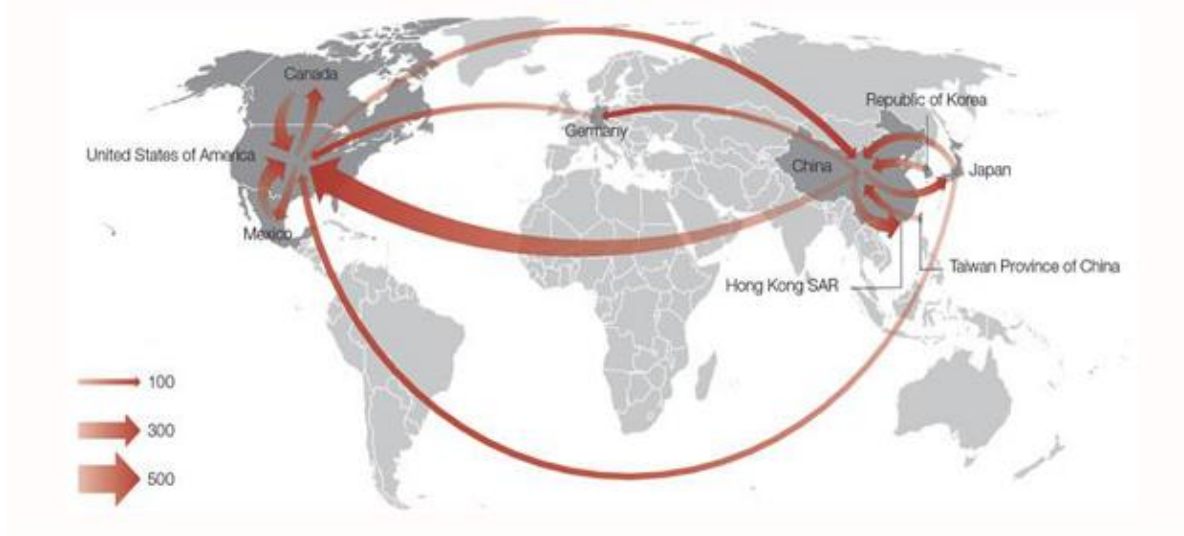 Canada
Republic of Korea
Germany
United States of America
China
Japan
Mexico
Taiwan Province of China
Hong Kong SAR
100
300
500